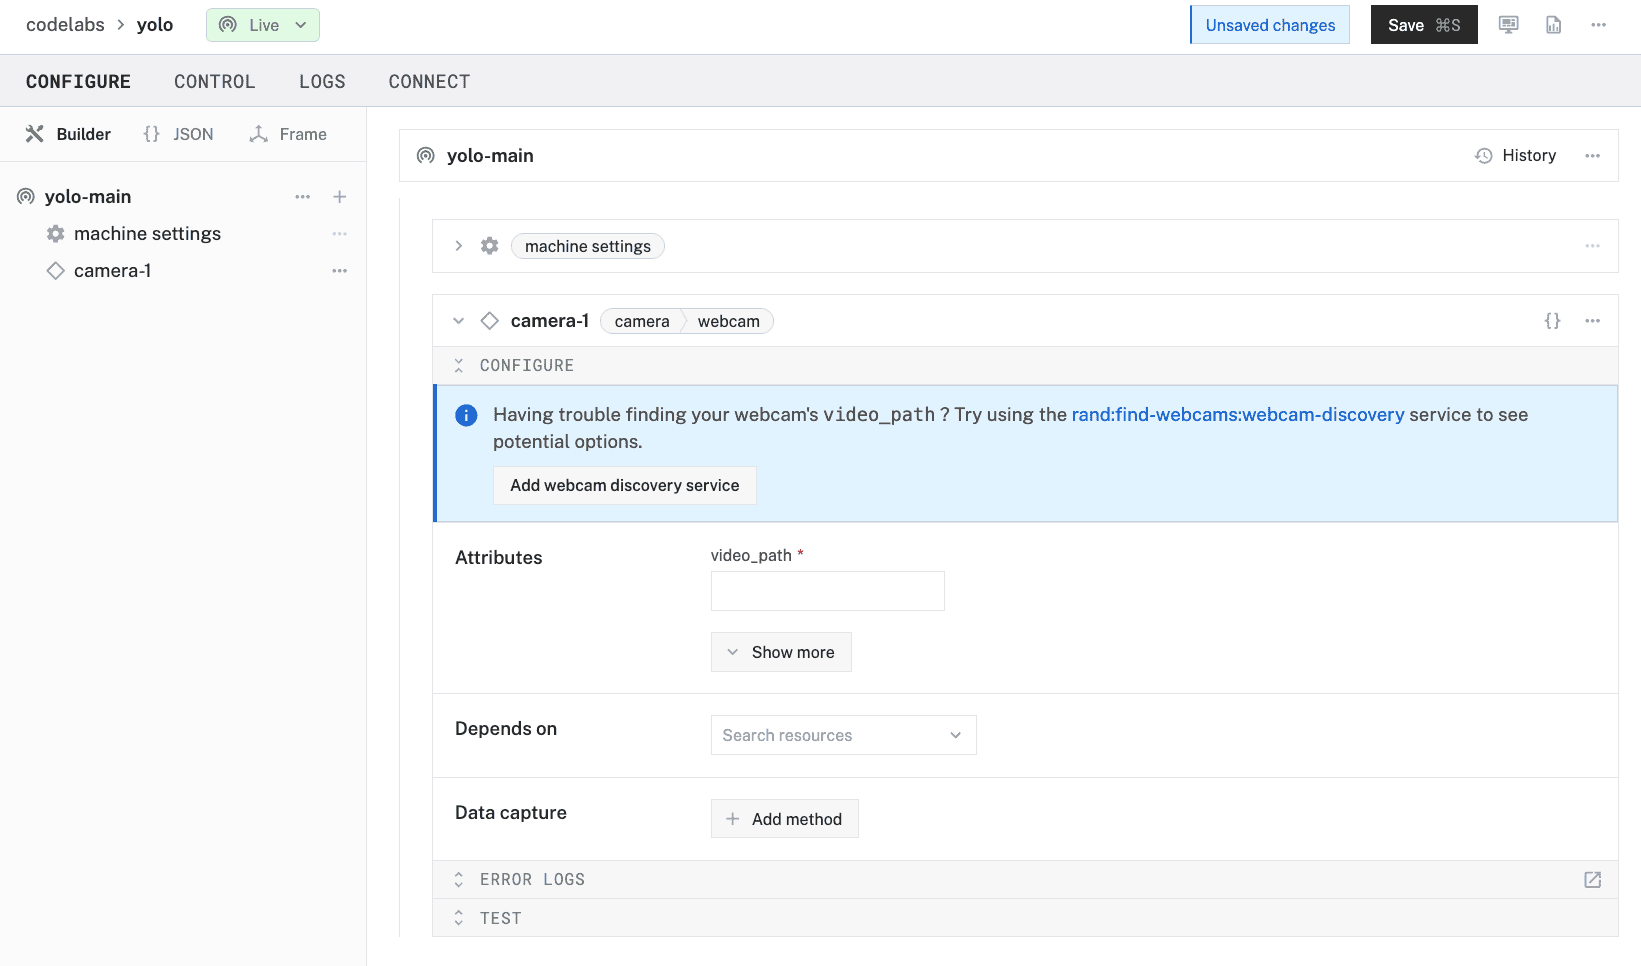 codelabs > yolo Live Unsaved changes Save ⌘S
CONFIGURE CONTROL LOGS CONNECT
Builder {} JSON Frame
yolo-main
machine settings
camera-1
yolo-main History
machine settings
camera-1 camera webcam {}
CONFIGURE
Having trouble finding your webcam's video_path ? Try using the rand:find-webcams:webcam-discovery service to see
potential options.
Add webcam discovery service
Attributes video_path *
Show more
Depends on Search resources
Data capture + Add method
ERROR LOGS
TEST